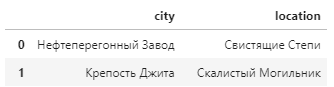 city location
0 Нефтеперегонный Завод Свистящие Степи
1 Крепость Джита Скалистый Могильник